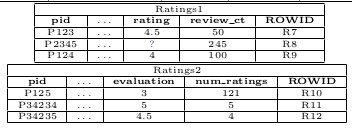 Ratings1
pid ... rating review_ct ROWID
P123 ... 4.5 50 R7
P2345 ... ? 245 R8
P124 ... 4 100 R9
Ratings2
pid ... evaluation num_ratings ROWID
P125 ... 3 121 R10
P34234 ... 5 5 R11
P34235 ... 4.5 4 R12